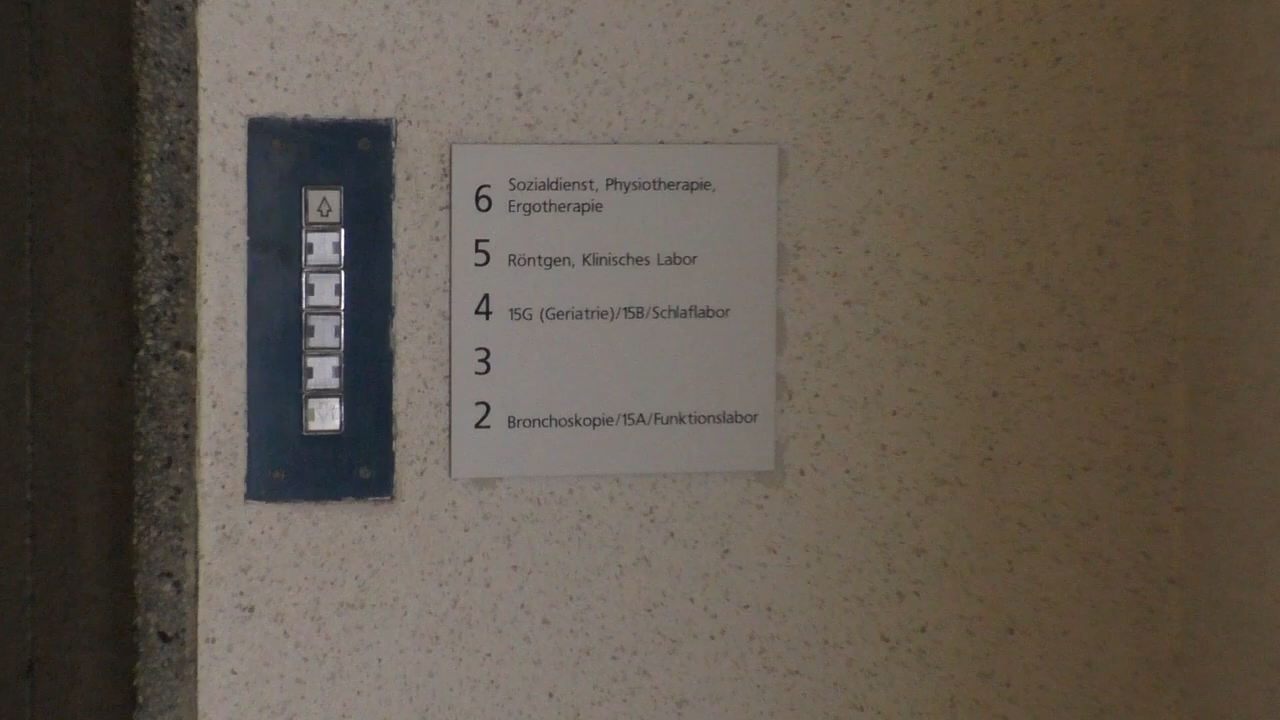 6 Sozialdienst, Physiotherapie,
Ergotherapie
5 Röntgen, Klinisches Labor
4 15G (Geriatrie)/15B/Schlaflabor
3
2 Bronchoskopie/15A/Funktionslabor